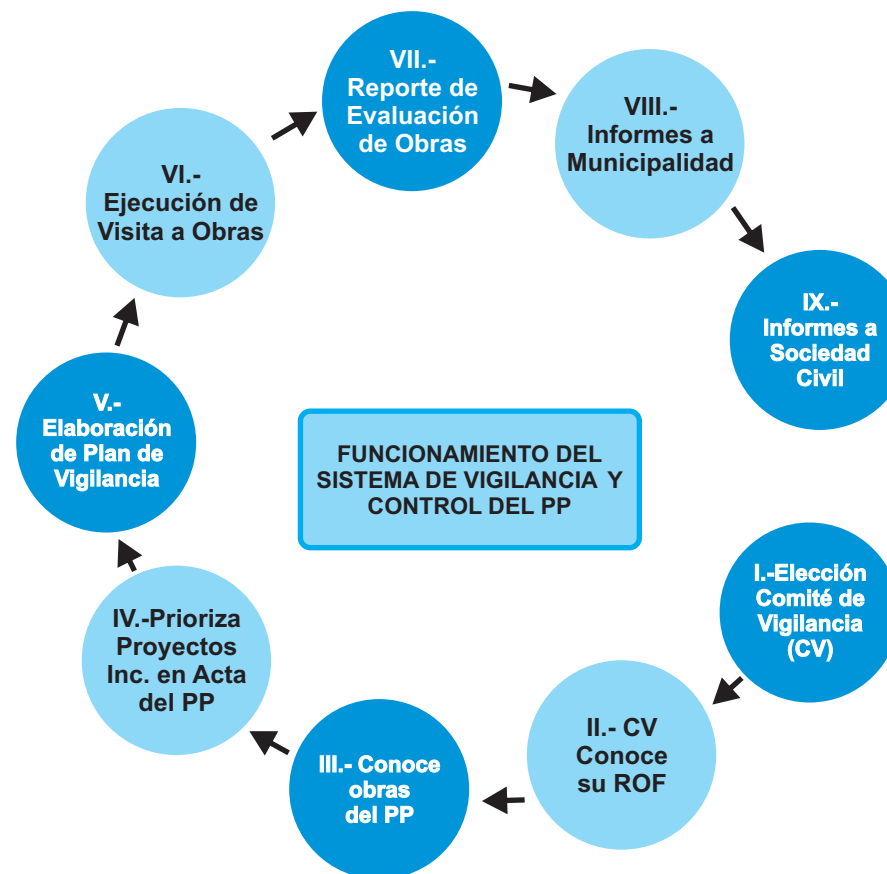 FUNCIONAMIENTO DEL
SISTEMA DE VIGILANCIA Y
CONTROL DEL PP
I.-Elección
Comité de
Vigilancia
(CV)
II.- CV
Conoce
su ROF
III.- Conoce
obras
del PP
IV.-Prioriza
Proyectos
Inc. en Acta
del PP
V.-
Elaboración
de Plan de
Vigilancia
VI.-
Ejecución de
Visita a Obras
VII.-
Reporte de
Evaluación
de Obras
VIII.-
Informes a
Municipalidad
IX.-
Informes a
Sociedad
Civil